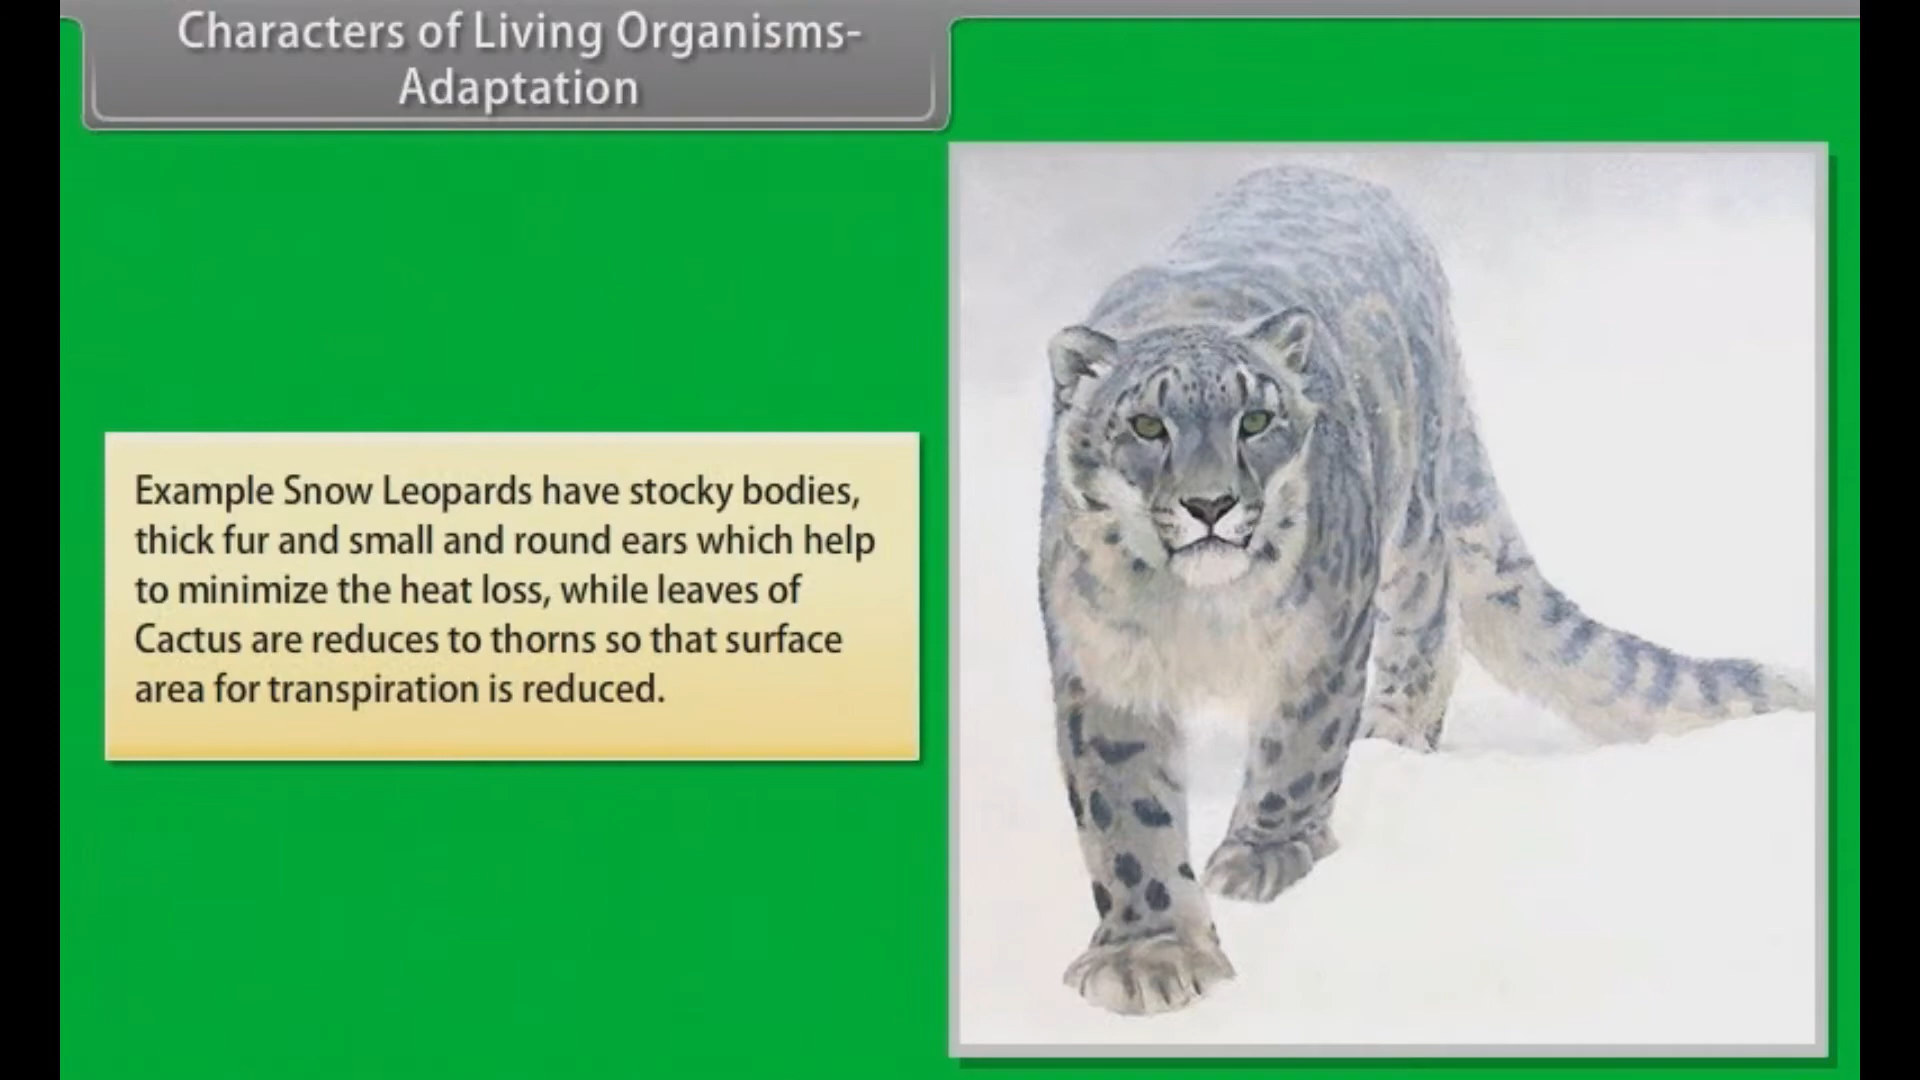 Characters of Living Organisms-
Adaptation
Example Snow Leopards have stocky bodies,
thick fur and small and round ears which help
to minimize the heat loss, while leaves of
Cactus are reduces to thorns so that surface
area for transpiration is reduced.